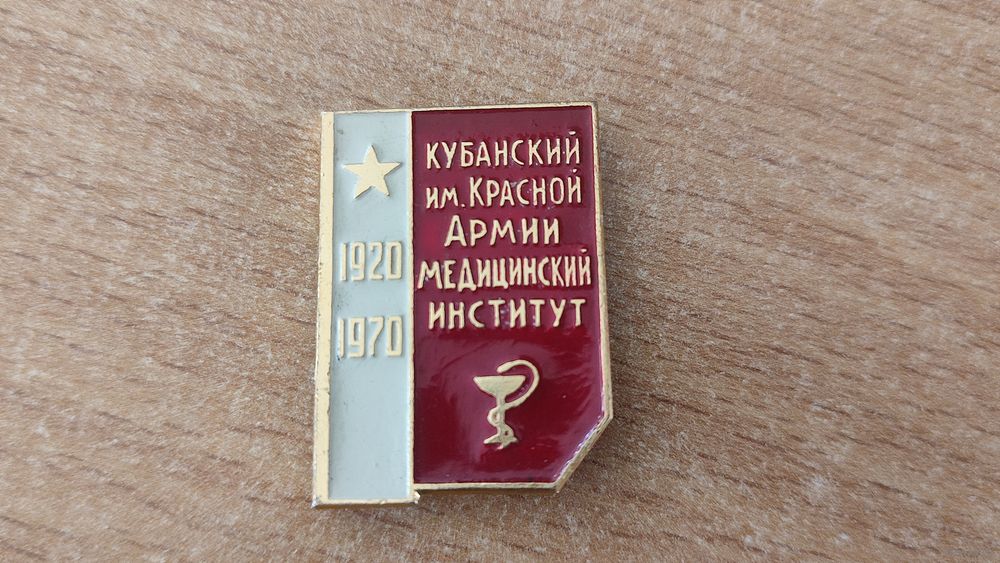 КУБАНСКИЙ
им. КРАСНОЙ
АРМИИ
МЕДИЦИНСКИЙ
ИНСТИТУТ
1920
1970